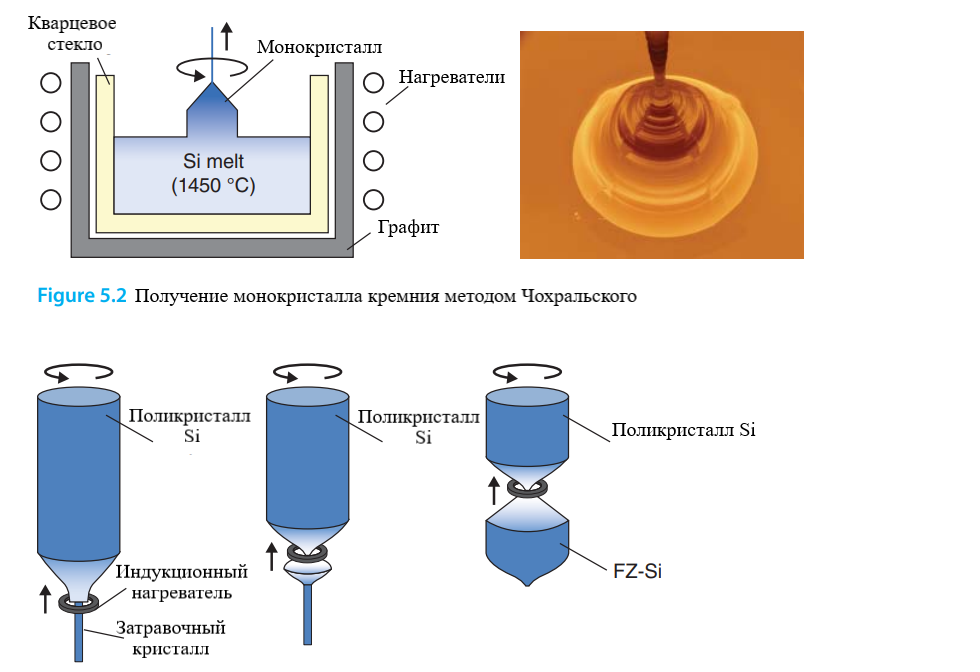 Кварцевое
стекло
Монокристалл
Нагреватели
Si melt
(1450 °C)
Графит
Figure 5.2 Получение монокристалла кремния методом Чохральского
Поликристалл
Si
Поликристалл
Si
Поликристалл Si
Индукционный
нагреватель
FZ-Si
Затравочный
кристалл